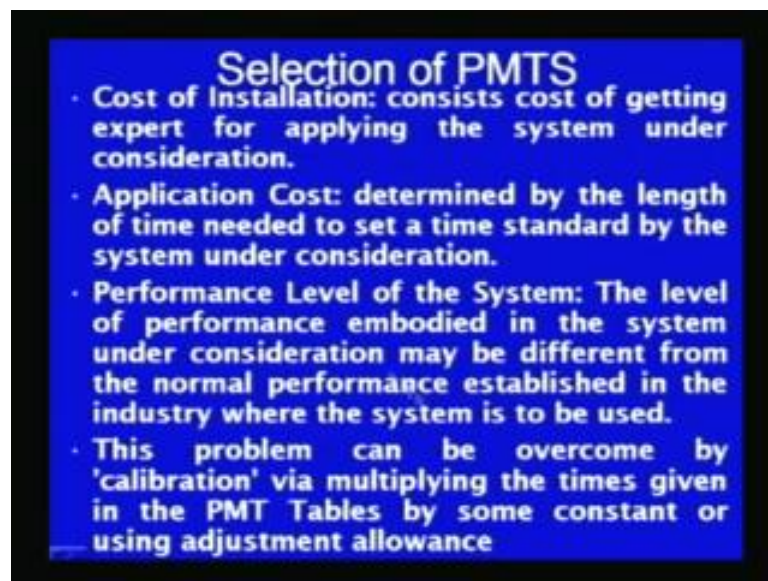 Selection of PMTS
· Cost of Installation: consists cost of getting
expert for applying the system under
consideration.
· Application Cost: determined by the length
of time needed to set a time standard by the
system under consideration.
· Performance Level of the System: The level
of performance embodied in the system
under consideration may be different from
the normal performance established in the
industry where the system is to be used.
· This problem can be overcome by
'calibration' via multiplying the times given
in the PMT Tables by some constant or
using adjustment allowance